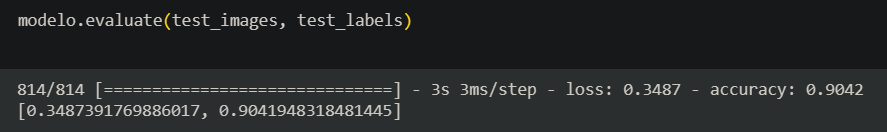 modelo.evaluate(test_images, test_labels)
814/814 [==============================] - 3s 3ms/step - loss: 0.3487 - accuracy: 0.9042
[0.3487391769886017, 0.9041948318481445]